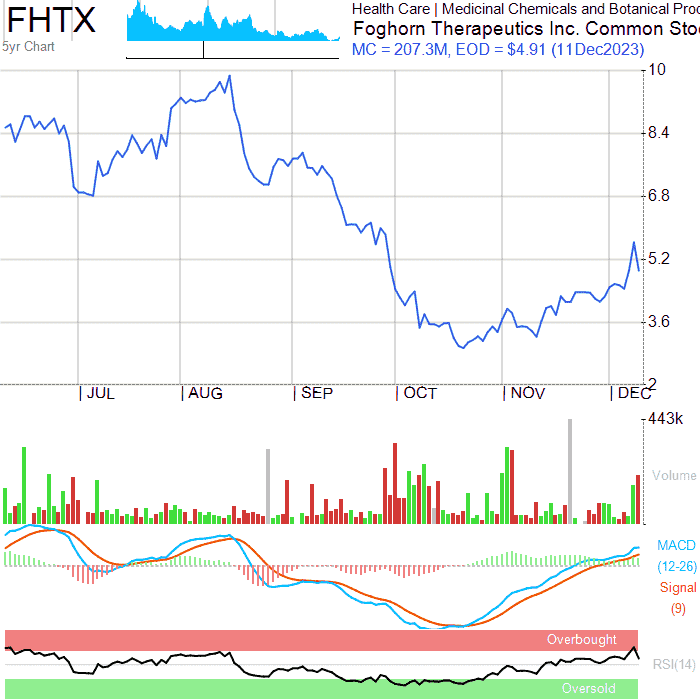 FHTX
5yr Chart
Health Care | Medicinal Chemicals and Botanical Pro
Foghorn Therapeutics Inc. Common Sto
MC = 207.3M, EOD = $4.91 (11Dec2023)
10
8.4
6.8
5.2
3.6
2
JUL AUG SEP OCT NOV DEC
443k
Volume
MACD
(12-26)
Signal
(9)
Overbought
RSI(14)
Oversold